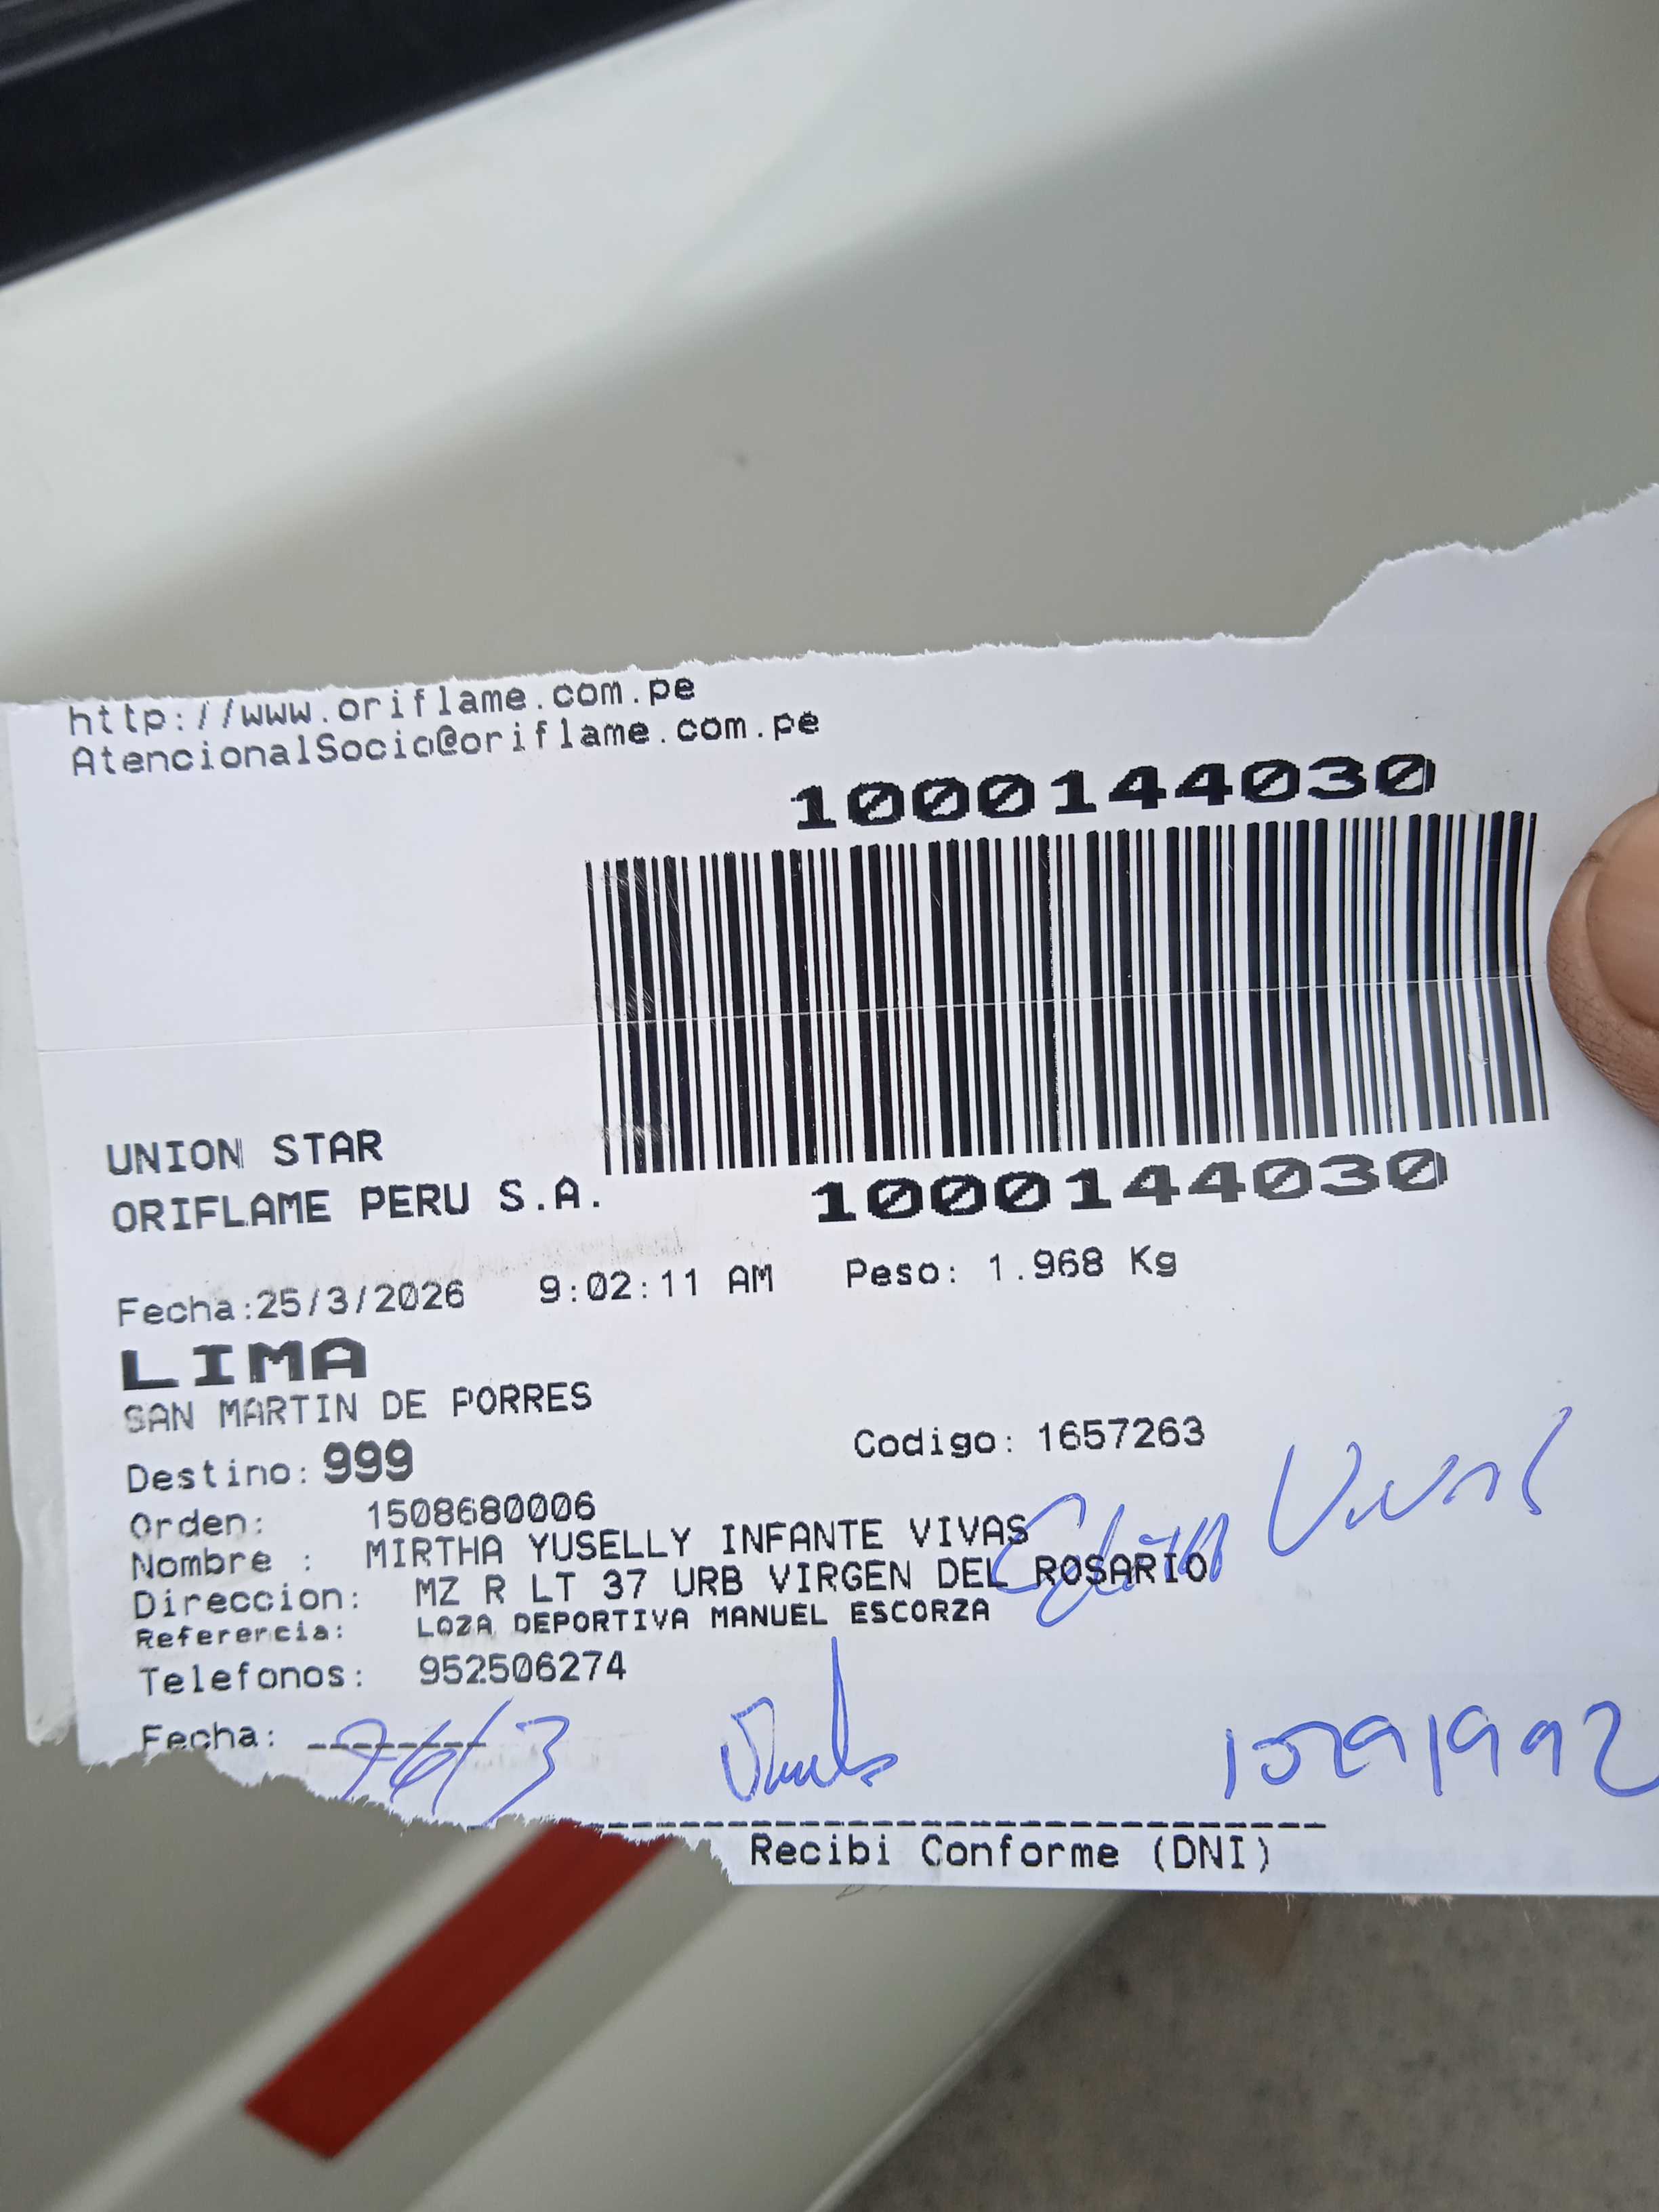 http://www.oriflame.com.pe
AtencionalSocio@oriflame.com.pe
1000144030
UNION STAR
ORIFLAME PERU S.A.
1000144030
Fecha:25/3/2026 9:02:11 AM Peso: 1.968 Kg
LIMA
SAN MARTIN DE PORRES
Destino: 999 Codigo: 1657263
Orden: 1508680006
Nombre : MIRTHA YUSELLY INFANTE VIVAS
Vivas
Direccion: MZ R LT 37 URB VIRGEN DEL ROSARIO
Referencia: LOZA DEPORTIVA MANUEL ESCORZA
Telefonos: 952506274
Fecha:
Recibi Conforme (DNI)